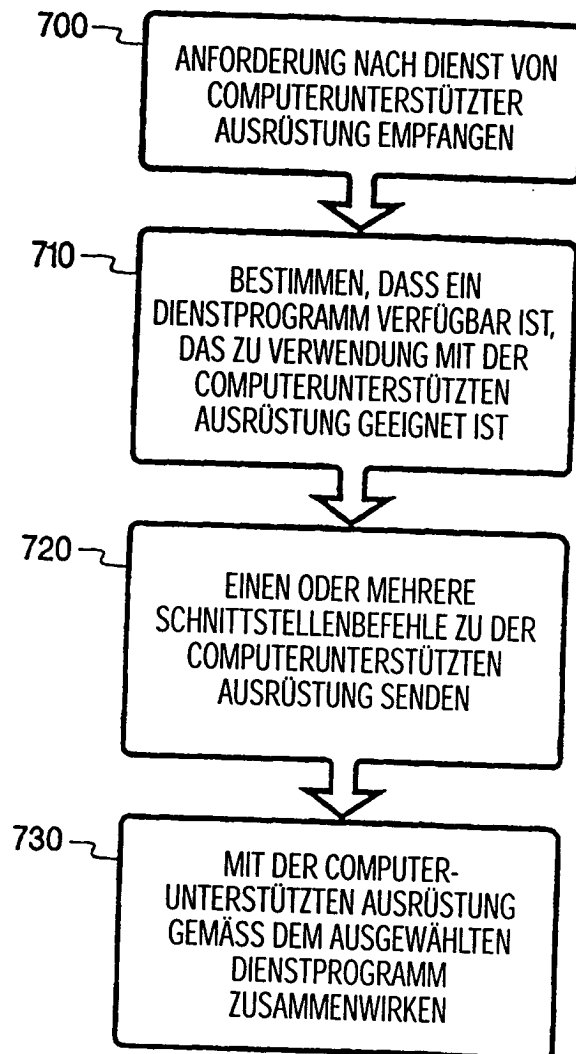 700
ANFORDERUNG NACH DIENST VON
COMPUTERUNTERSTÜTZTER
AUSRÜSTUNG EMPFANGEN
710
BESTIMMEN, DASS EIN
DIENSTPROGRAMM VERFÜGBAR IST,
DAS ZU VERWENDUNG MIT DER
COMPUTERUNTERSTÜTZTEN
AUSRÜSTUNG GEEIGNET IST
720
EINEN ODER MEHRERE
SCHNITTSTELLENBEFEHLE ZU DER
COMPUTERUNTERSTÜTZTEN
AUSRÜSTUNG SENDEN
730
MIT DER COMPUTER-
UNTERSTÜTZTEN AUSRÜSTUNG
GEMÄSS DEM AUSGEWÄHLTEN
DIENSTPROGRAMM
ZUSAMMENWIRKEN